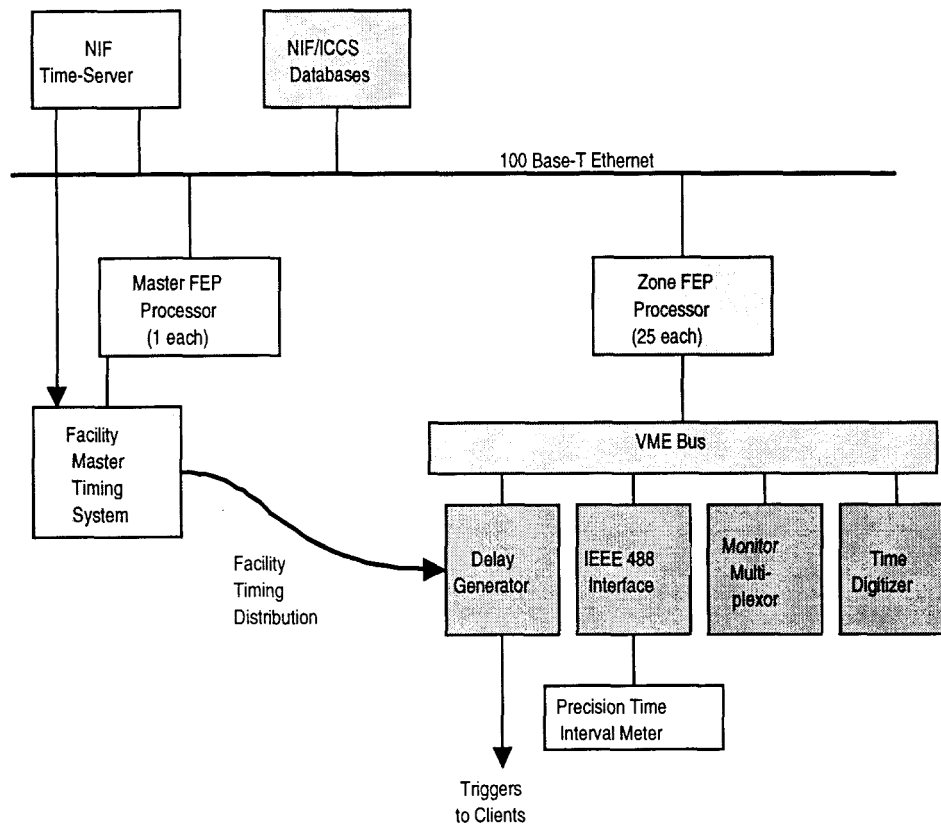 NIF
Time-Server
NIF/ICCS
Databases
100 Base-T Ethernet
Master FEP
Processor
(1 each)
Zone FEP
Processor
(25 each)
Facility
Master
Timing
System
VME Bus
Facility
Timing
Distribution
Delay
Generator
IEEE 488
Interface
Monitor
Multi-
plexor
Time
Digitizer
Precision Time
Interval Meter
Triggers
to Clients